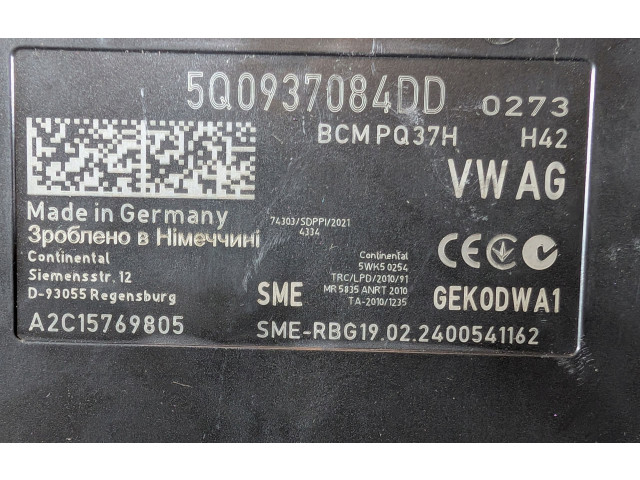 5Q0937084DD 0273
BCM PQ37H H42
VW AG
Made in Germany
Зроблено в Німеччині
74303/SDPPI/2021
4334
Continental
Siemensstr. 12
D-93055 Regensburg
Continental
5WK50254
TRC/LPD/2010/91
MR 5835 ANRT 2010
TA-2010/1235
CE
SME
GEK0DWA1
A2C15769805
SME-RBG19.02.2400541162